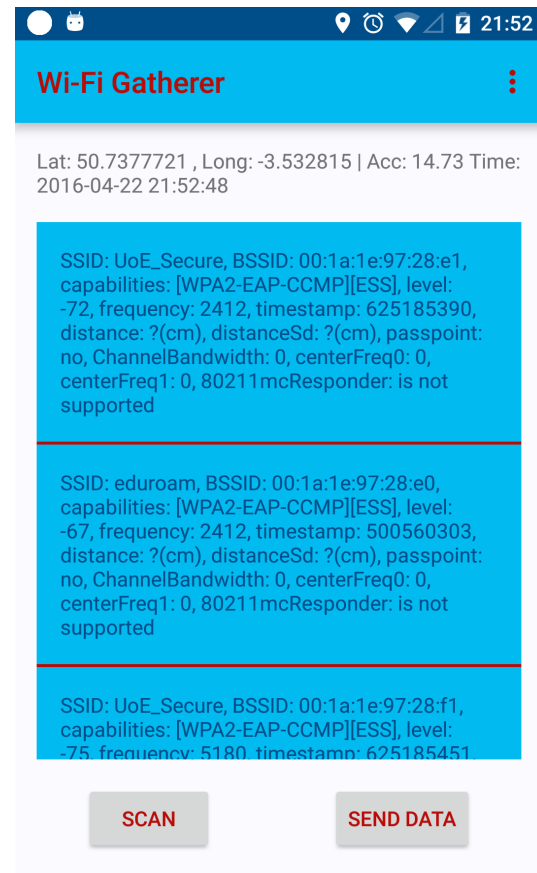 21:52
Wi-Fi Gatherer
Lat: 50.7377721 , Long: -3.532815 | Acc: 14.73 Time:
2016-04-22 21:52:48
SSID: UoE_Secure, BSSID: 00:1a:1e:97:28:e1,
capabilities: [WPA2-EAP-CCMP][ESS], level:
-72, frequency: 2412, timestamp: 625185390,
distance: ?(cm), distanceSd: ?(cm), passpoint:
no, ChannelBandwidth: 0, centerFreq0: 0,
centerFreq1: 0, 80211mcResponder: is not
supported
SSID: eduroam, BSSID: 00:1a:1e:97:28:e0,
capabilities: [WPA2-EAP-CCMP][ESS], level:
-67, frequency: 2412, timestamp: 500560303,
distance: ?(cm), distanceSd: ?(cm), passpoint:
no, ChannelBandwidth: 0, centerFreq0: 0,
centerFreq1: 0, 80211mcResponder: is not
supported
SSID: UoE_Secure, BSSID: 00:1a:1e:97:28:f1,
capabilities: [WPA2-EAP-CCMP][ESS], level:
-75, frequency: 5180, timestamp: 625185451,
SCAN
SEND DATA